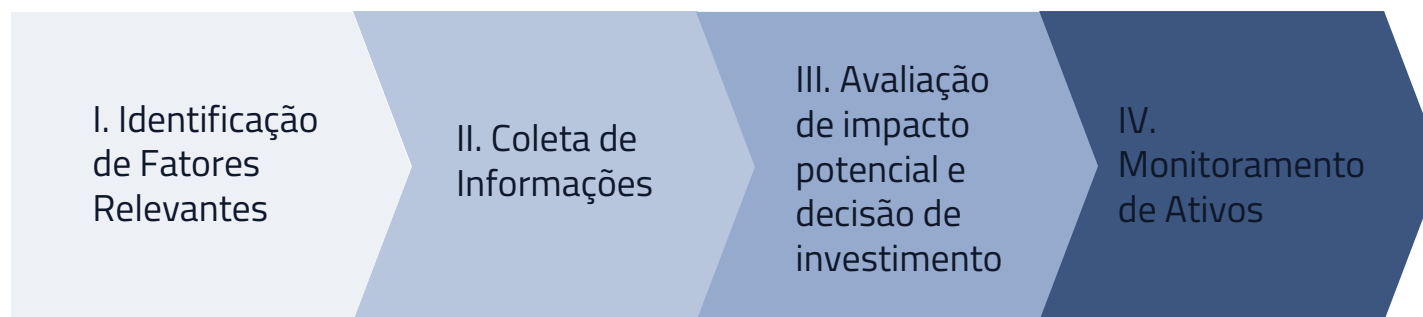 I. Identificação
de Fatores
Relevantes
II. Coleta de
Informações
III. Avaliação
de impacto
potencial e
decisão de
investimento
IV.
Monitoramento
de Ativos